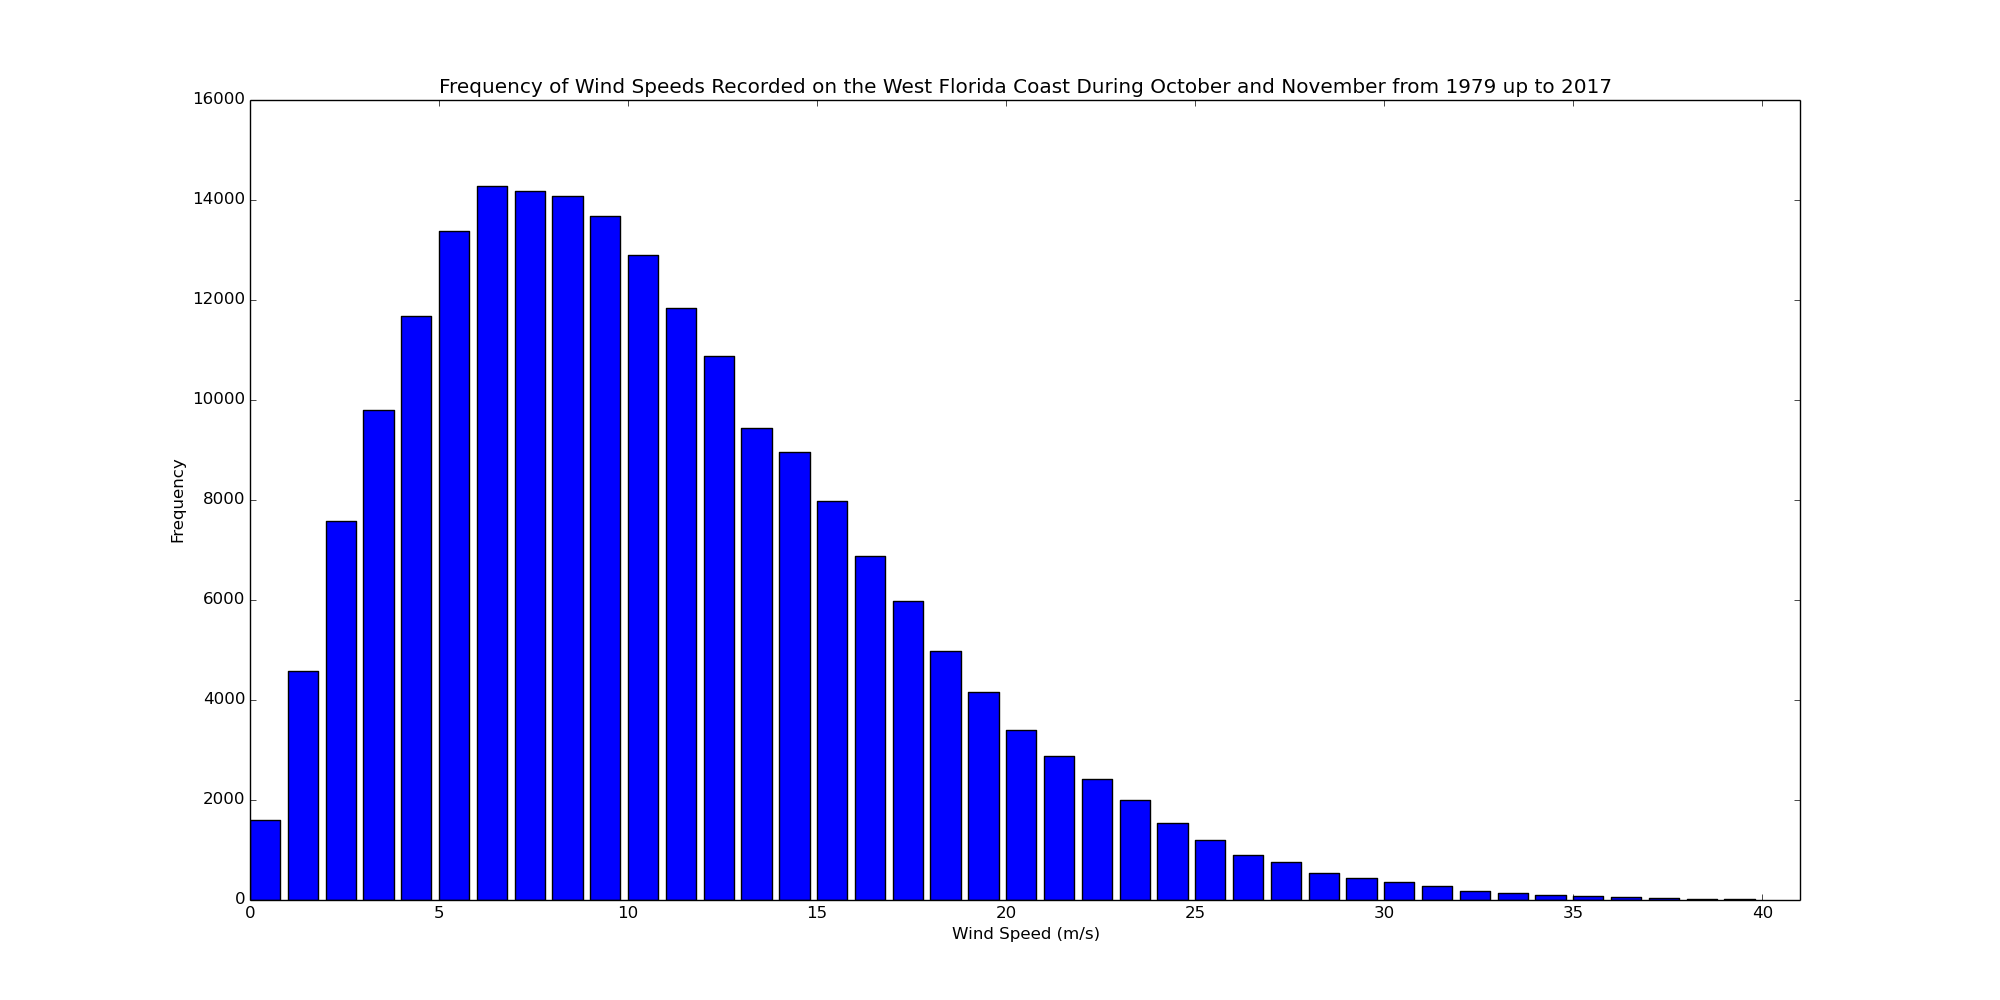 Frequency of Wind Speeds Recorded on the West Florida Coast During October and November from 1979 up to 2017
16000
14000
12000
10000
8000
6000
4000
2000
0
Frequency
0 5 10 15 20 25 30 35 40
Wind Speed (m/s)